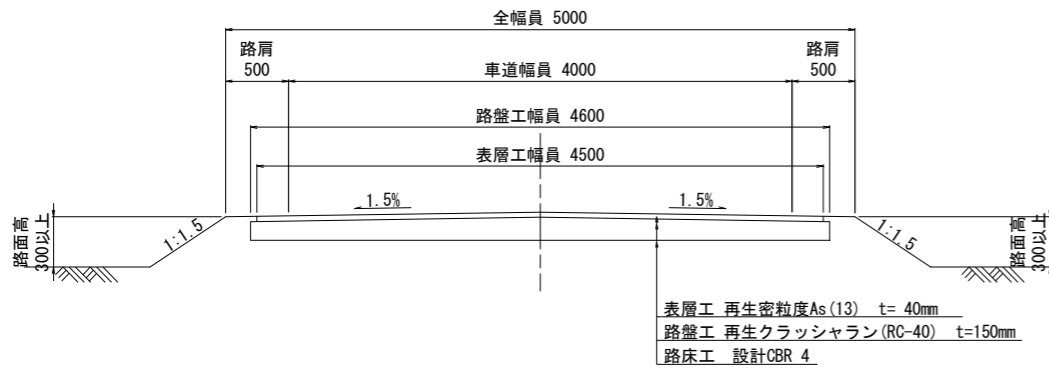 全幅員 5000
路肩
500
車道幅員 4000
路肩
500
路盤工幅員 4600
表層工幅員 4500
1.5%
1.5%
路面高
300以上
1:1.5
1:1.5
路面高
300以上
表層工 再生密粒度As(13) t= 40mm
路盤工 再生クラッシャラン(RC-40) t=150mm
路床工 設計CBR 4